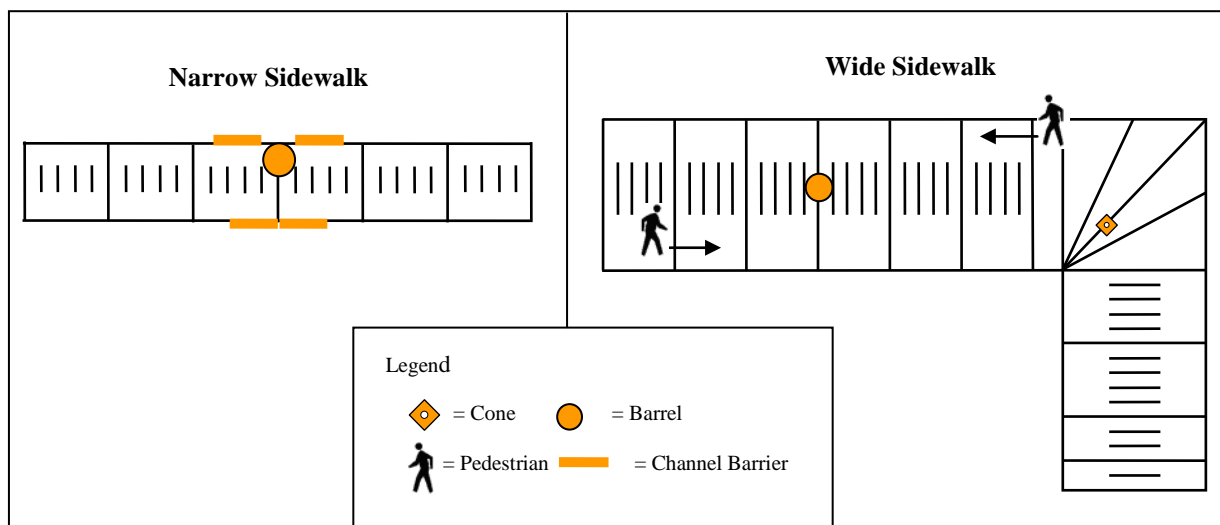 Narrow Sidewalk
Wide Sidewalk
Legend
= Cone
= Barrel
= Pedestrian
= Channel Barrier